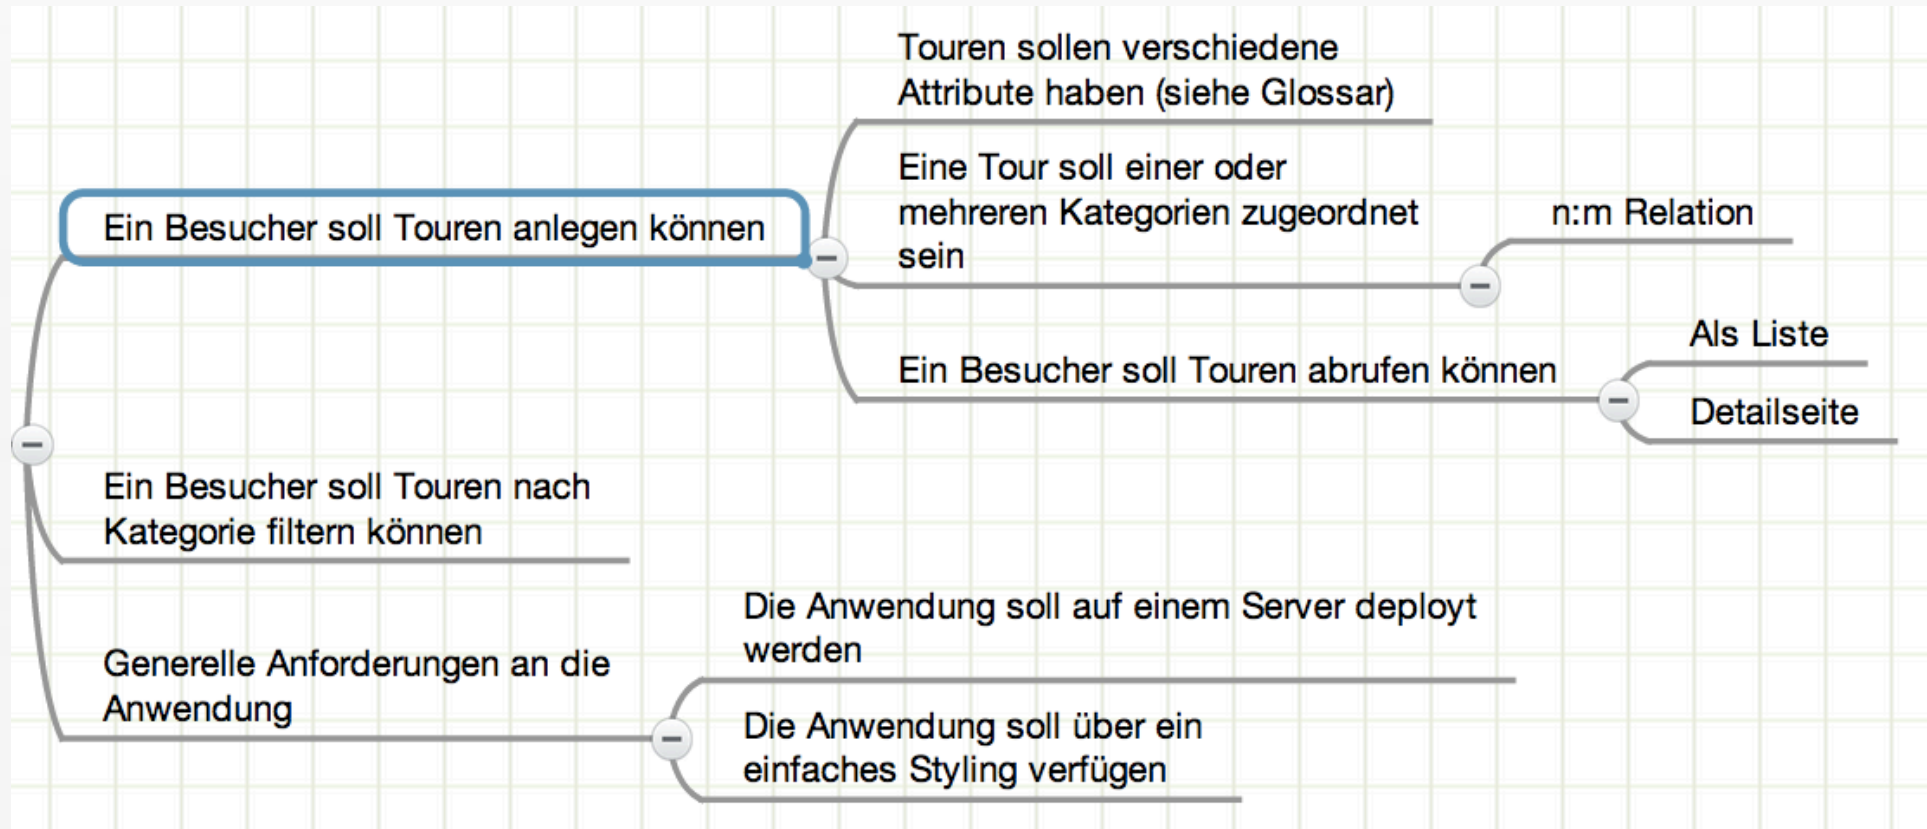 Touren sollen verschiedene
Attribute haben (siehe Glossar)
Eine Tour soll einer oder
mehreren Kategorien zugeordnet
sein
n:m Relation
Ein Besucher soll Touren anlegen können
Als Liste
Ein Besucher soll Touren abrufen können
Detailseite
Ein Besucher soll Touren nach
Kategorie filtern können
Die Anwendung soll auf einem Server deployt
werden
Generelle Anforderungen an die
Anwendung
Die Anwendung soll über ein
einfaches Styling verfügen